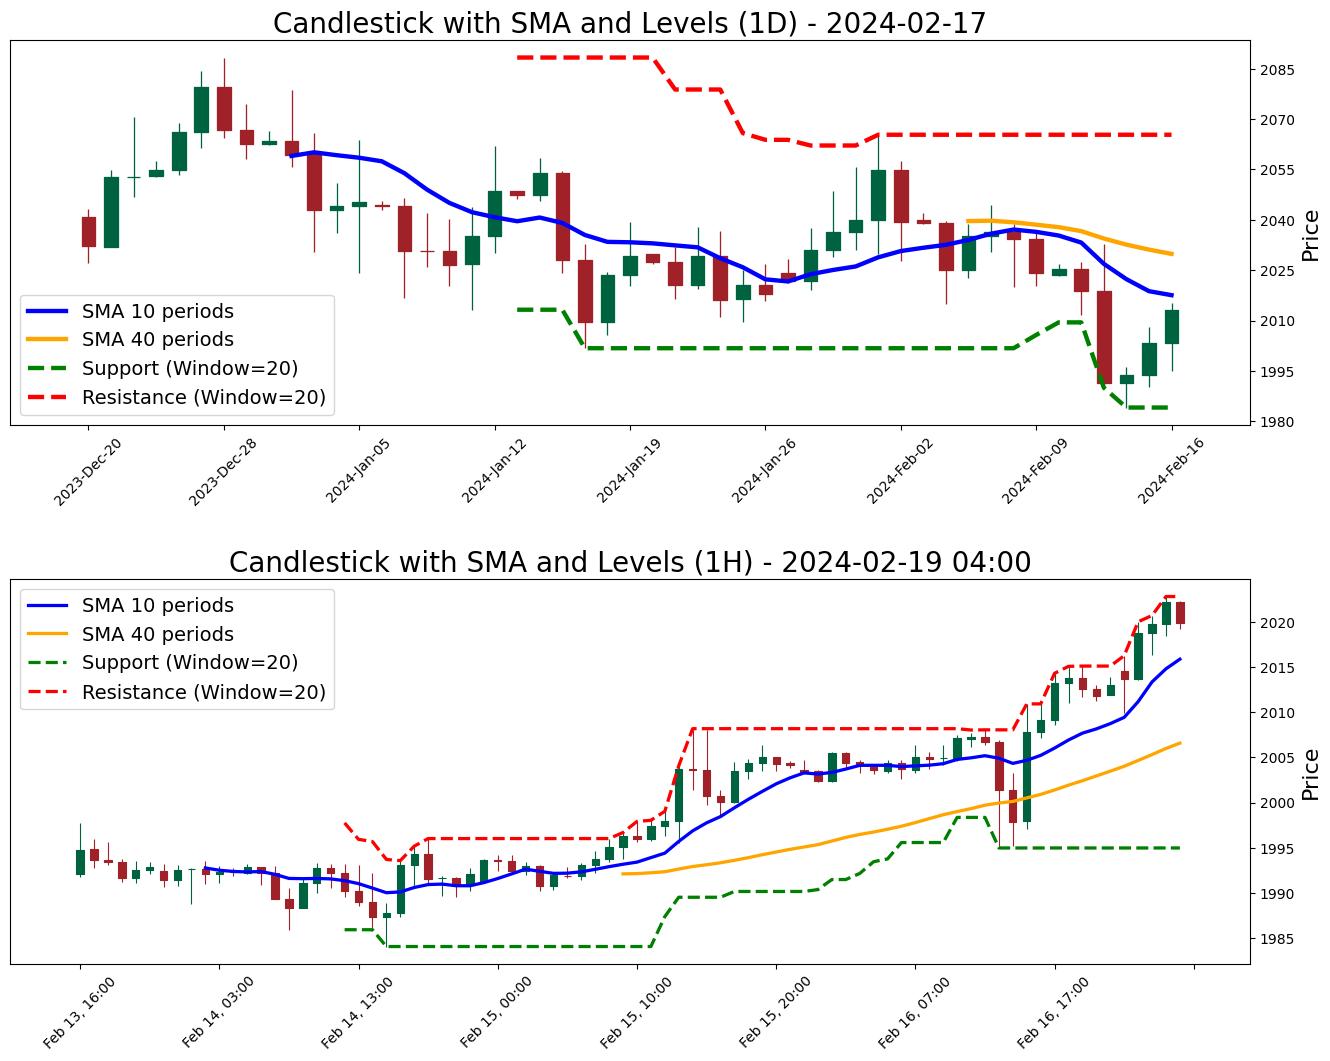 Candlestick with SMA and Levels (1D) - 2024-02-17
2085
2070
2055
2040
2025
2010
1995
1980
Price
SMA 10 periods
SMA 40 periods
Support (Window=20)
Resistance (Window=20)
2023-Dec-20
2023-Dec-28
2024-Jan-05
2024-Jan-12
2024-Jan-19
2024-Jan-26
2024-Feb-02
2024-Feb-09
2024-Feb-16
Candlestick with SMA and Levels (1H) - 2024-02-19 04:00
SMA 10 periods
SMA 40 periods
Support (Window=20)
Resistance (Window=20)
2020
2015
2010
2005
2000
1995
1990
1985
Price
Feb 13, 16:00
Feb 14, 03:00
Feb 14, 13:00
Feb 15, 00:00
Feb 15, 10:00
Feb 15, 20:00
Feb 16, 07:00
Feb 16, 17:00